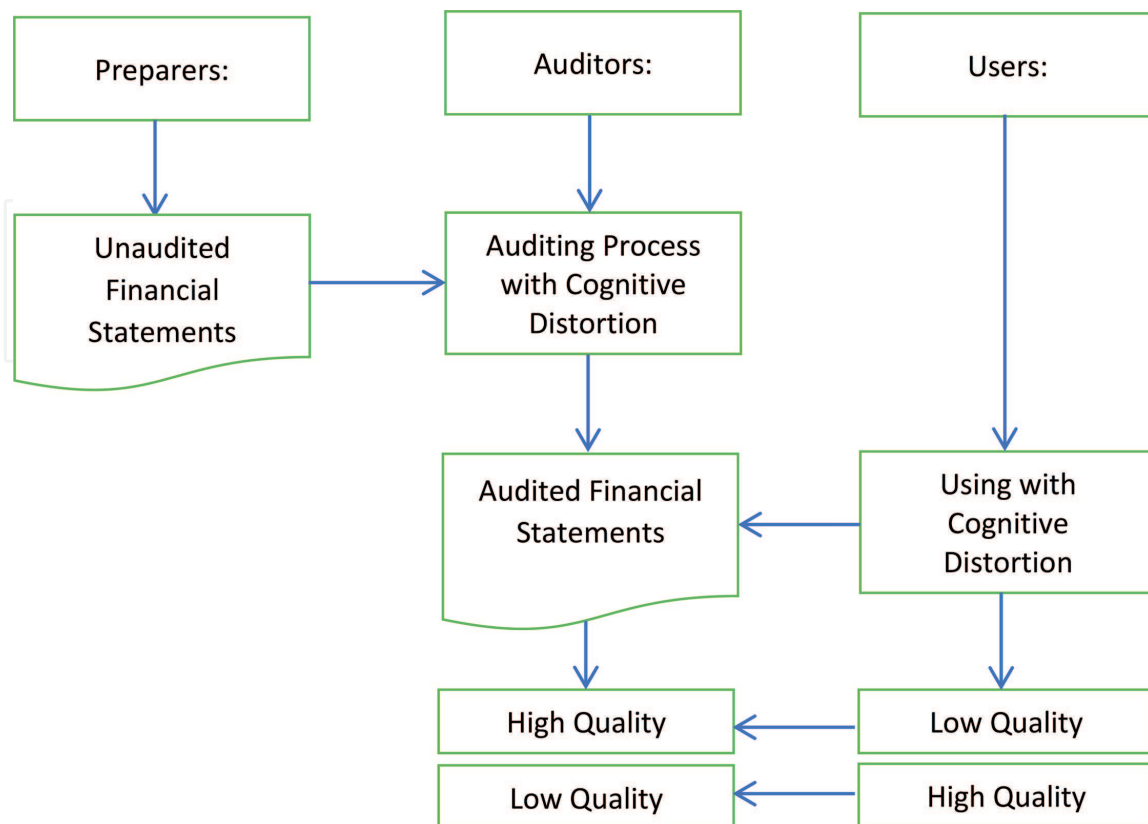 Preparers:
Auditors:
Users:
Unaudited
Financial
Statements
Auditing Process
with Cognitive
Distortion
Audited Financial
Statements
Using with
Cognitive
Distortion
High Quality
Low Quality
Low Quality
High Quality